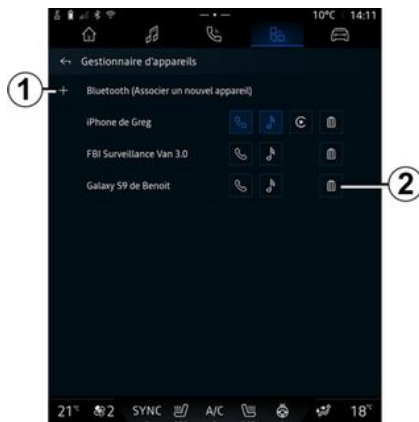 10°C 14:11
Gestionnaire d'appareils
1
Bluetooth (Associer un nouvel appareil)
iPhone de Greg
FBI Surveillance Van 3.0
Galaxy S9 de Benoit
2
21°C 2 SYNC A/C 18°C